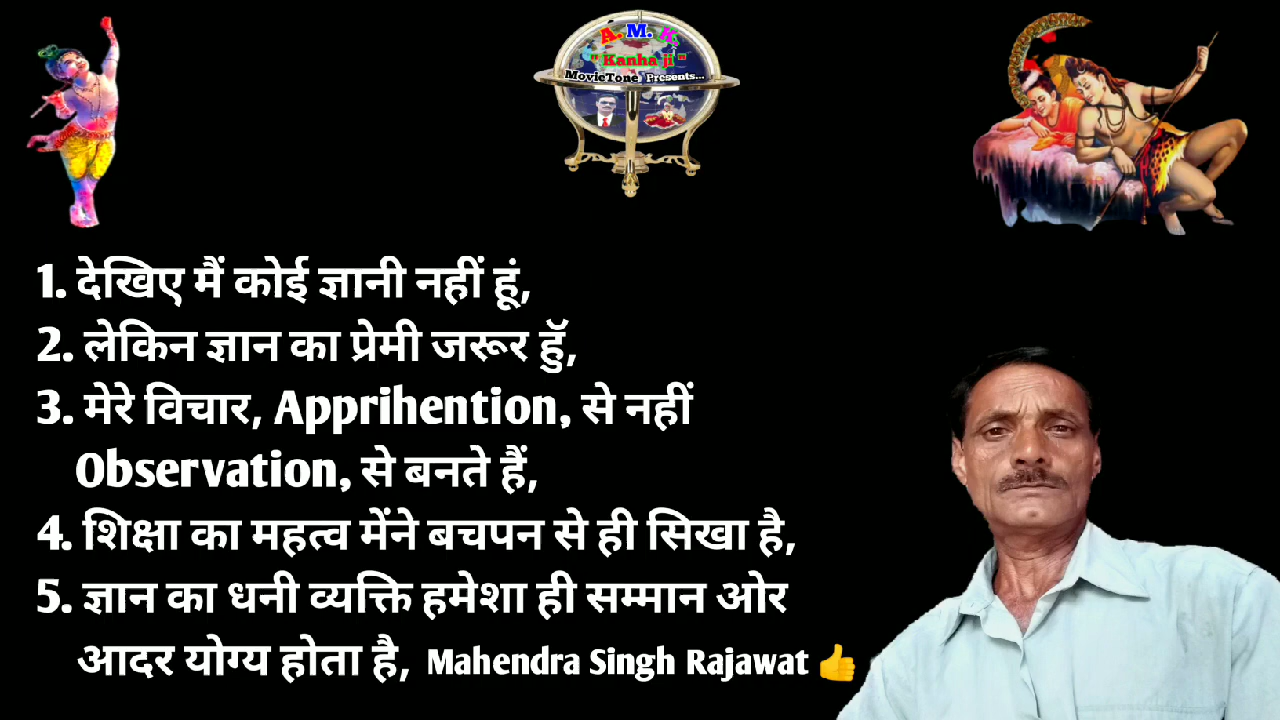 A. M. K.
" Kanha ji "
MovieTone Presents...
1. देखिए मैं कोई ज्ञानी नहीं हूं,
2. लेकिन ज्ञान का प्रेमी जरूर हूॅ,
3. मेरे विचार, Apprihention, से नहीं
Observation, से बनते हैं,
4. शिक्षा का महत्व मेंने बचपन से ही सिखा है,
5. ज्ञान का धनी व्यक्ति हमेशा ही सम्मान ओर
आदर योग्य होता है, Mahendra Singh Rajawat 👍